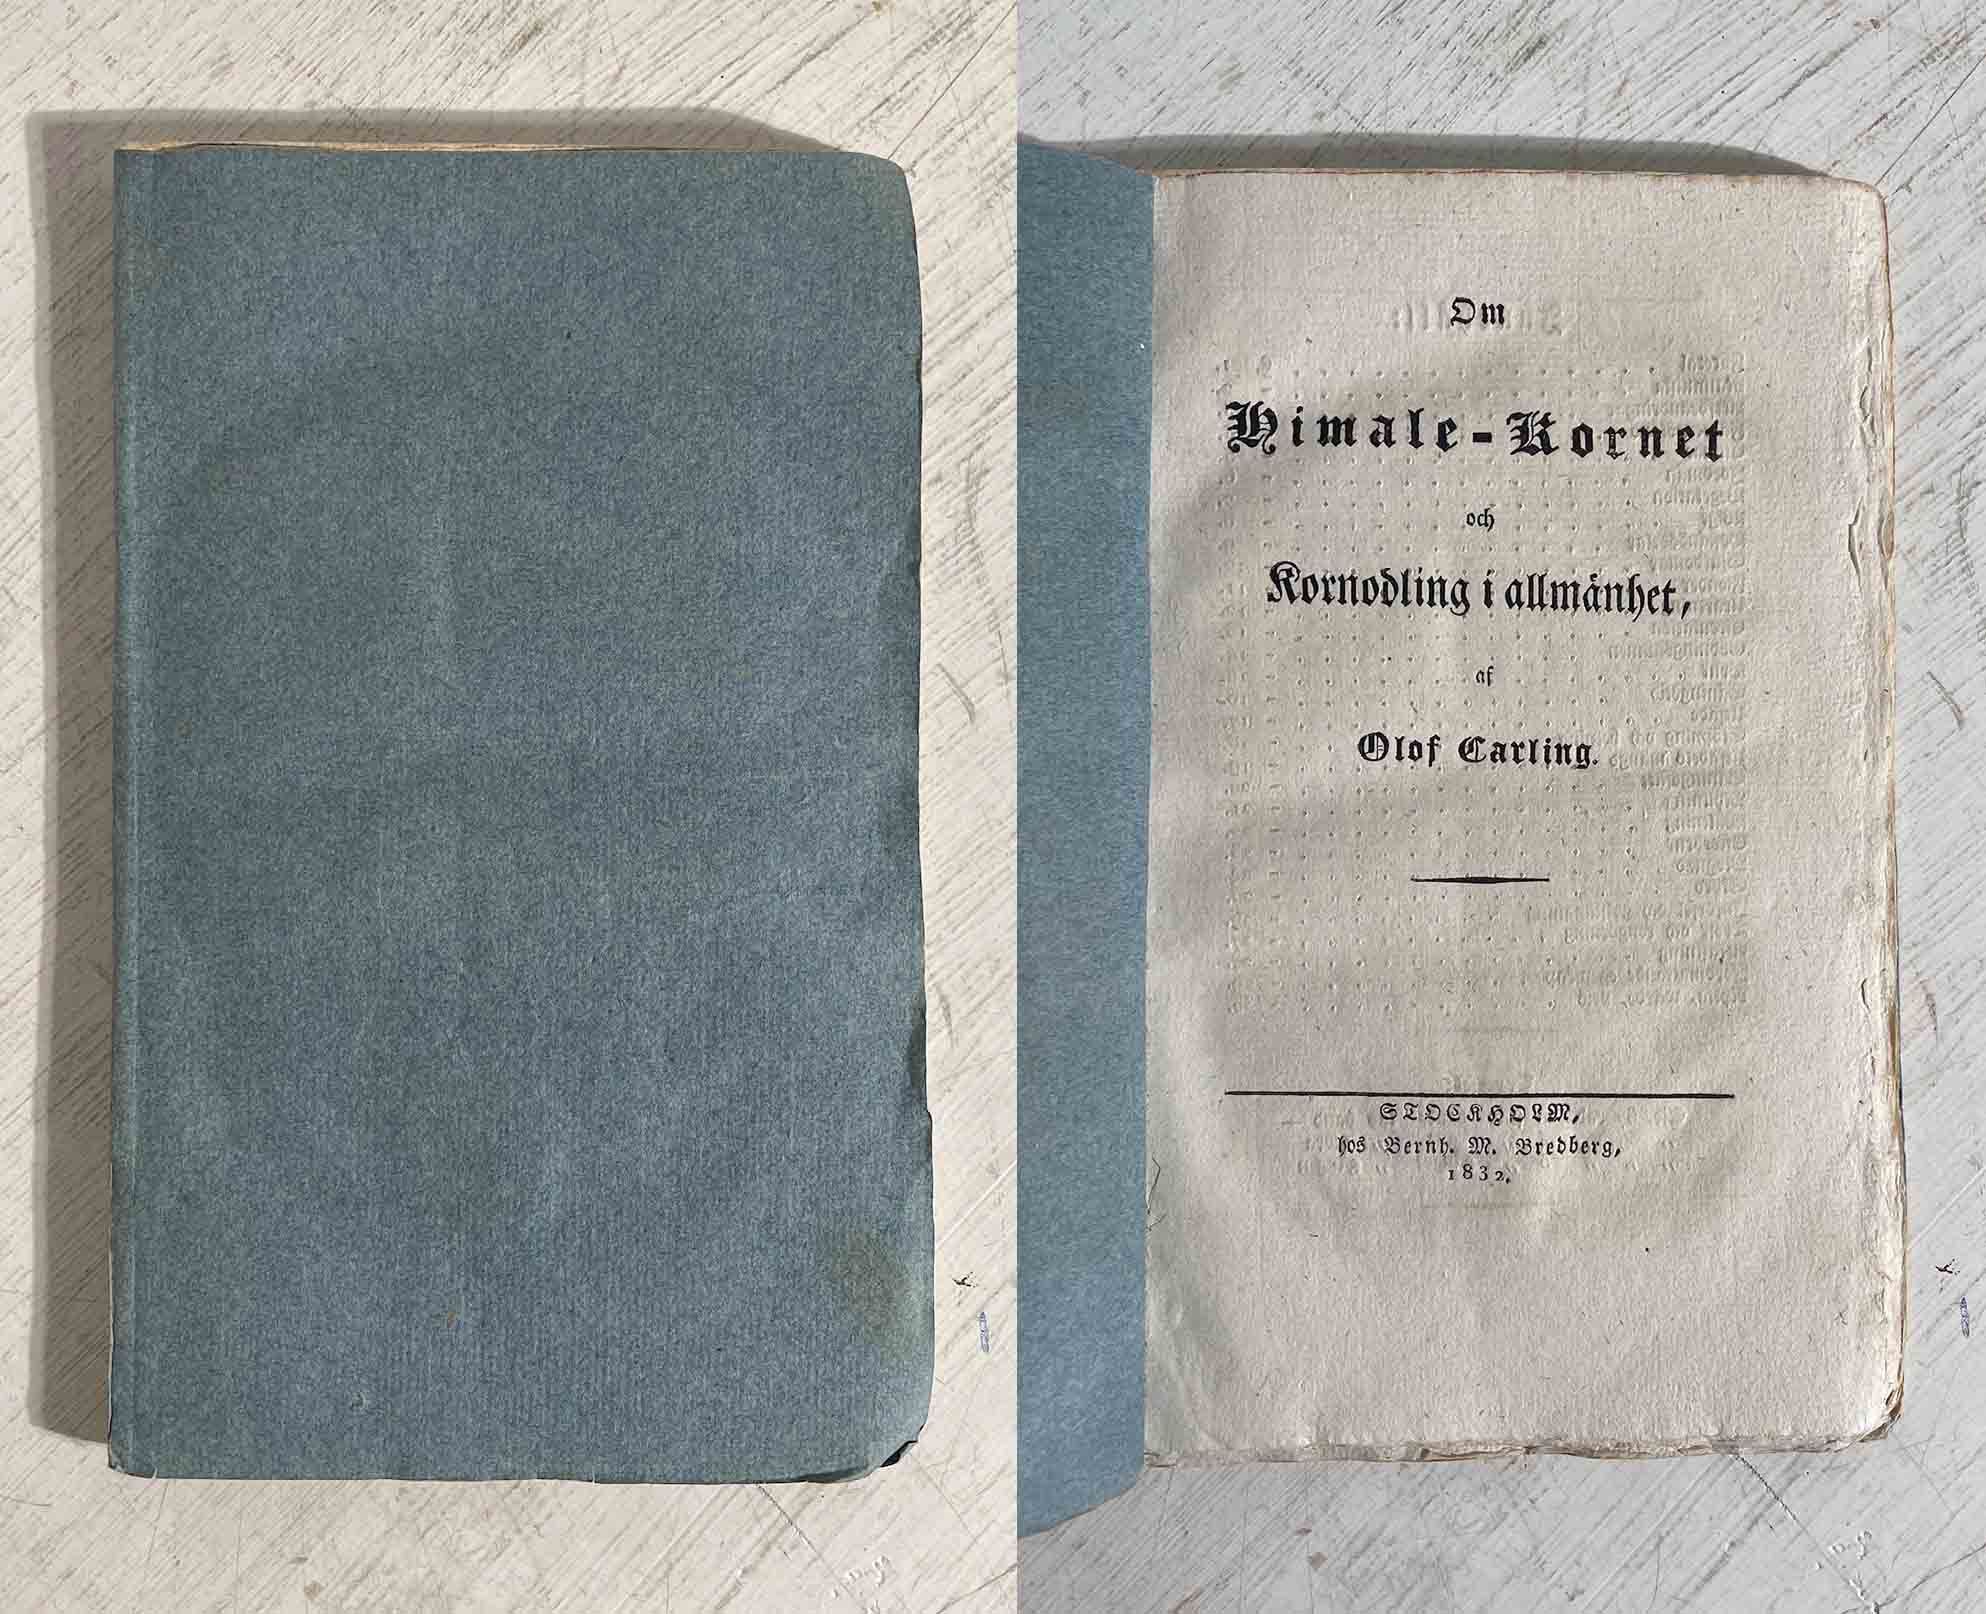 Om
Himale-Kornet
och
Kornodling i allmänhet,
af
Olof Carling.
STOCKHOLM,
hos Bernh. M. Bredberg,
1832.